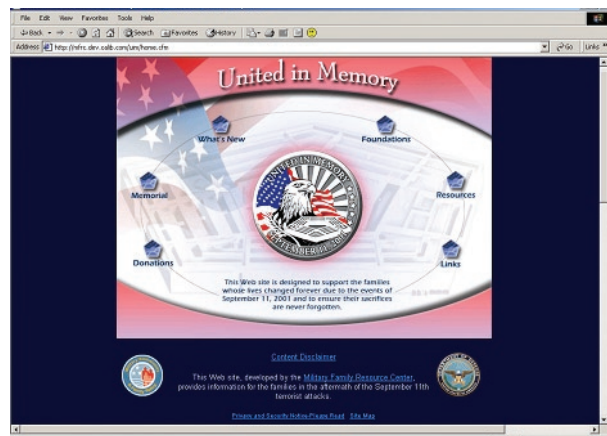 File Edit View Favorites Tools Help
Back Search Favorites History
Address http://mfrc.dev.calib.com/um/home.cfm Go Links
United in Memory
What's New Foundations
Memorial Resources
Donations Links
UNITED IN MEMORY
SEPTEMBER 11, 2001
This Web site is designed to support the families
whose lives changed forever due to the events of
September 11, 2001 and to ensure their sacrifices
are never forgotten.
Content Disclaimer
This Web site, developed by the Military Family Resource Center,
provides information for the families in the aftermath of the September 11th
terrorist attacks.
Privacy and Security Notice-Please Read Site Map